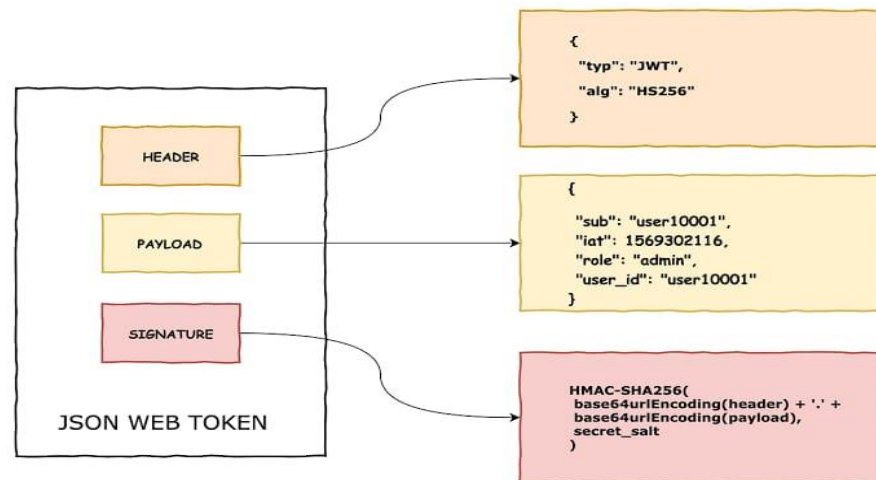 HEADER
PAYLOAD
SIGNATURE
JSON WEB TOKEN
{
"typ": "JWT",
"alg": "HS256"
}
{
"sub": "user10001",
"iat": 1569302116,
"role": "admin",
"user_id": "user10001"
}
HMAC-SHA256(
base64urlEncoding(header) + '.' +
base64urlEncoding(payload),
secret_salt
)